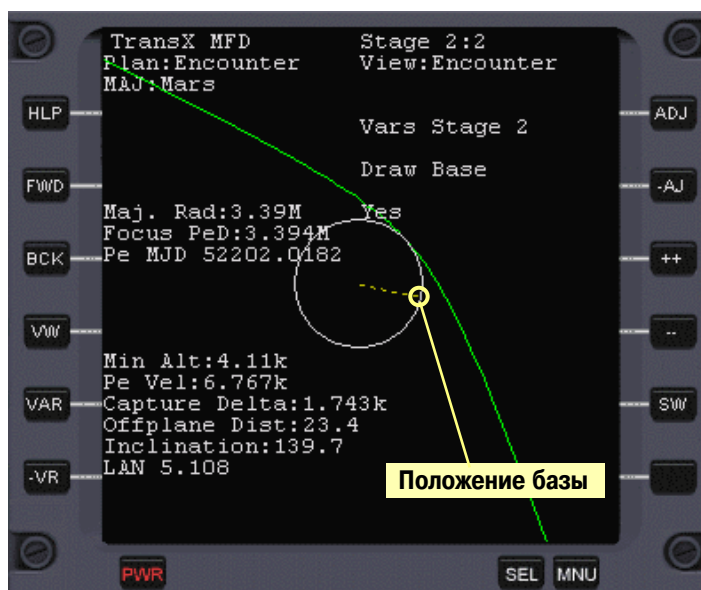 TransX MFD
Stage 2:2
Plan:Encounter
View:Encounter
MAJ:Mars
HLP
ADJ
Vars Stage 2
Draw Base
FWD
-AJ
Maj. Rad:3.39M
Yes
Focus PeD:3.394M
BCK
Pe MJD 52202.0182
++
VW
--
Min Alt:4.11k
Pe Vel:6.767k
VAR
Capture Delta:1.743k
SW
Offplane Dist:23.4
Inclination:139.7
-VR
LAN 5.108
Положение базы
PWR
SEL
MNU